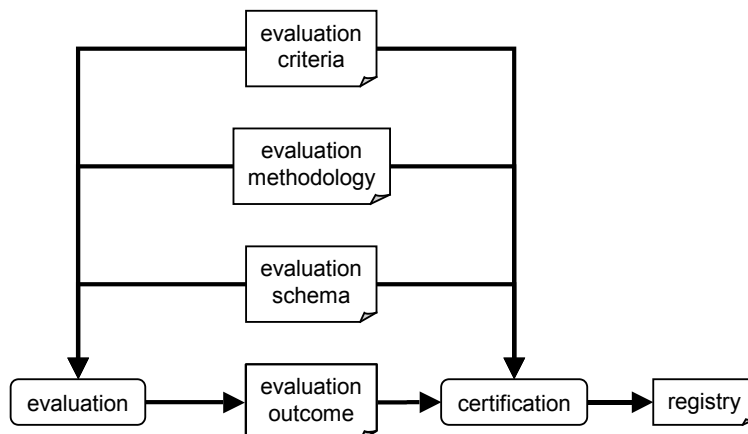 evaluation
criteria
evaluation
methodology
evaluation
schema
evaluation
evaluation
outcome
certification
registry